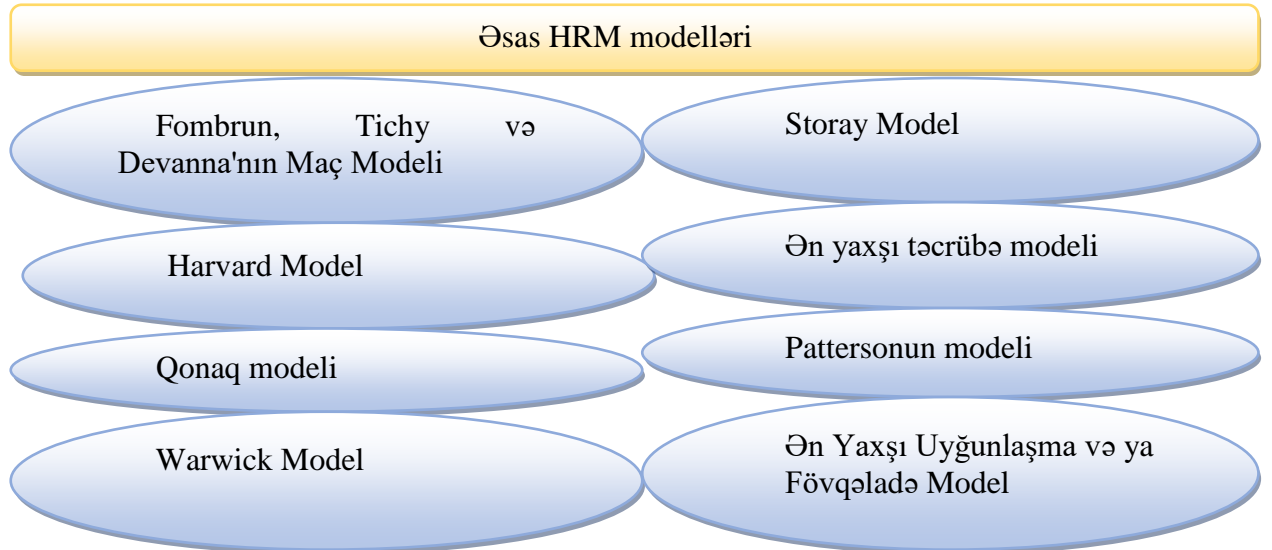 Əsas HRM modelləri
Fombrun, Tichy və
Devanna'nın Maç Modeli
Harvard Model
Qonaq modeli
Warwick Model
Storay Model
Ən yaxşı təcrübə modeli
Pattersonun modeli
Ən Yaxşı Uyğunlaşma və ya
Fövqəladə Model